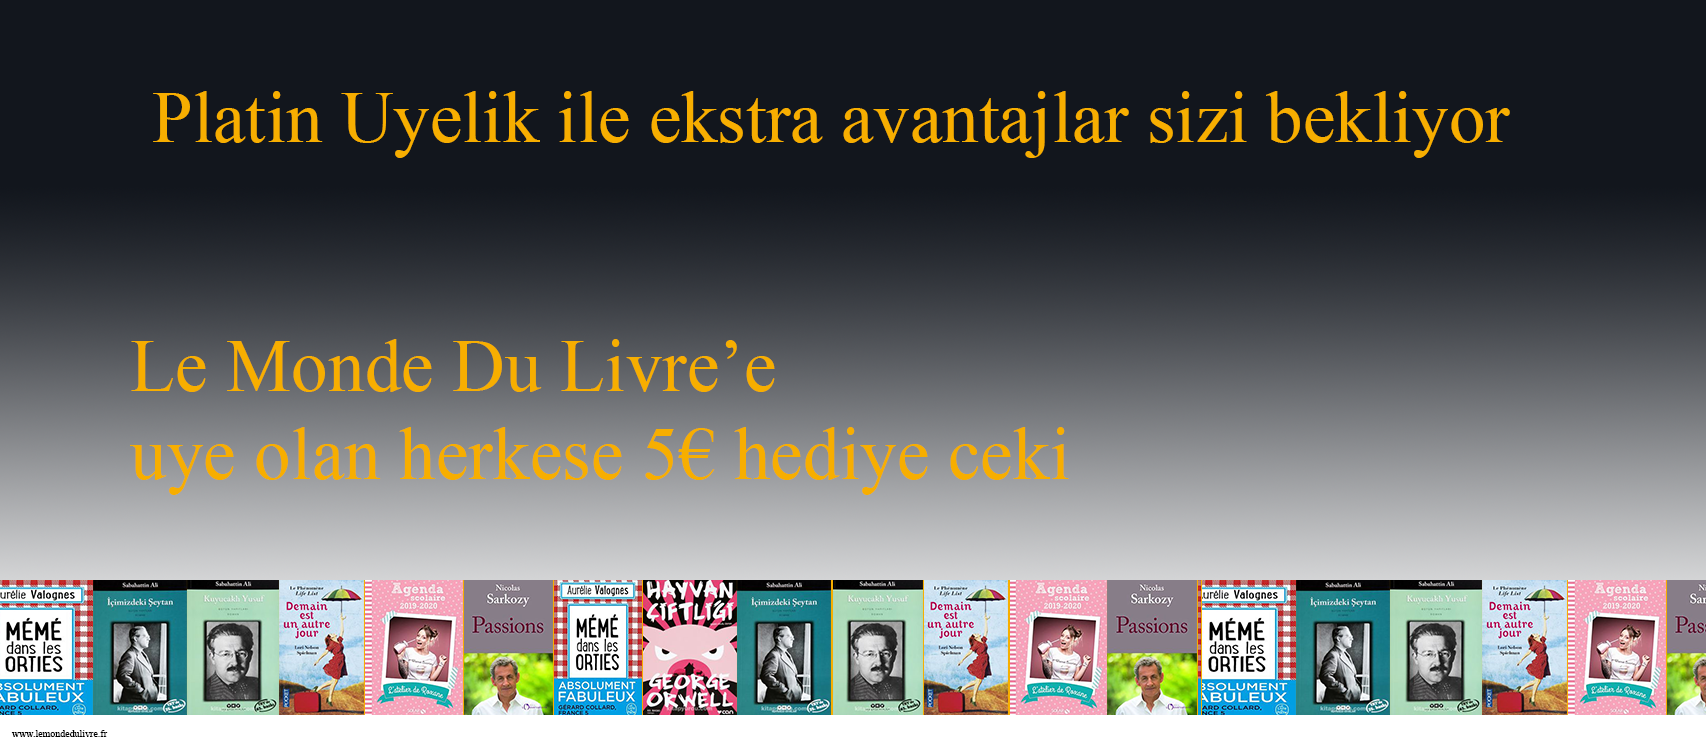 Platin Uyelik ile ekstra avantajlar sizi bekliyor
Le Monde Du Livre’e
uye olan herkese 5€ hediye ceki
urélie Valognes
MÉMÉ
dans les
ORTIES
BSOLUMENT
ABULEUX
ARD COLLARD,
ANCE 5
Sabahattin Ali
İçimizdeki Şeytan
Sabahattin Ali
Kuyucaklı Yusuf
Le Phénomène
Life List
Demain
est
un autre
jour
Lori Nelson
Spielman
POCKET
Agenda
scolaire
2019-2020
L'atelier de Roxane
Nicolas
Sarkozy
Passions
Aurélie Valognes
MÉMÉ
dans les
ORTIES
ABSOLUMENT
FABULEUX
GÉRARD COLLARD,
FRANCE 5
HAYVAN
ÇİFTLİĞİ
GEORGE
ORWELL
can
Sabahattin Ali
İçimizdeki Şeytan
Sabahattin Ali
Kuyucaklı Yusuf
Le Phénomène
Life List
Demain
est
un autre
jour
Lori Nelson
Spielman
POCKET
Agenda
scolaire
2019-2020
L'atelier de Roxane
Nicolas
Sarkozy
Passions
urélie Valognes
MÉMÉ
dans les
ORTIES
BSOLUMENT
ABULEUX
ARD COLLARD,
ANCE 5
Sabahattin Ali
İçimizdeki Şeytan
Sabahattin Ali
Kuyucaklı Yusuf
Le Phénomène
Life List
Demain
est
un autre
jour
Lori Nelson
Spielman
POCKET
Agenda
scolaire
2019-2020
L'atelier de Roxane
Ni
Sar
Pass
www.lemondedulivre.fr